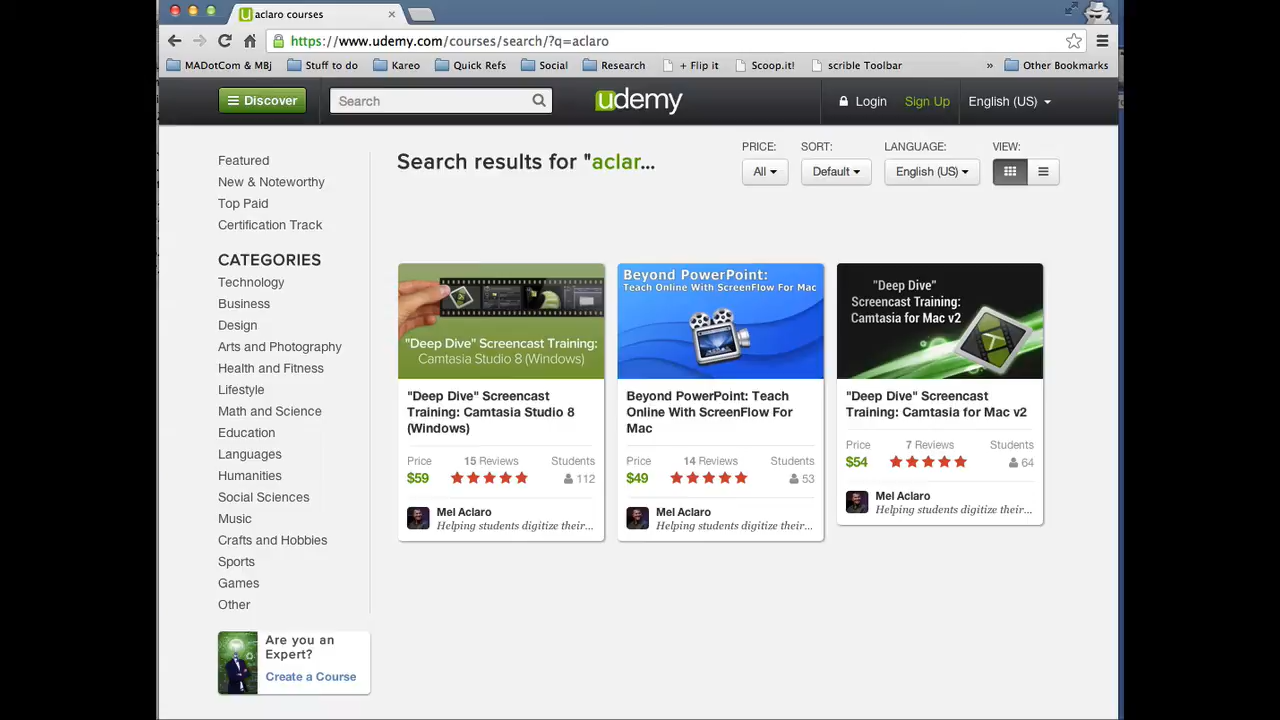 aclaro courses
https://www.udemy.com/courses/search/?q=aclaro
MADotCom & MBj
Stuff to do
Kareo
Quick Refs
Social
Research
+ Flip it
Scoop.it!
scrible Toolbar
»
Other Bookmarks
Discover
Search
udemy
Login
Sign Up
English (US)
Featured
New & Noteworthy
Top Paid
Certification Track
CATEGORIES
Technology
Business
Design
Arts and Photography
Health and Fitness
Lifestyle
Math and Science
Education
Languages
Humanities
Social Sciences
Music
Crafts and Hobbies
Sports
Games
Other
Are you an
Expert?
Create a Course
Search results for "aclar...
PRICE:
All
SORT:
Default
LANGUAGE:
English (US)
VIEW:
"Deep Dive" Screencast Training:
Camtasia Studio 8 (Windows)
"Deep Dive" Screencast
Training: Camtasia Studio 8
(Windows)
Price 15 Reviews Students
$59 112
Mel Aclaro
Helping students digitize their...
Beyond PowerPoint:
Teach Online With ScreenFlow For Mac
Beyond PowerPoint: Teach
Online With ScreenFlow For
Mac
Price 14 Reviews Students
$49 53
Mel Aclaro
Helping students digitize their...
"Deep Dive"
Screencast Training:
Camtasia for Mac v2
"Deep Dive" Screencast
Training: Camtasia for Mac v2
Price 7 Reviews Students
$54 64
Mel Aclaro
Helping students digitize their...